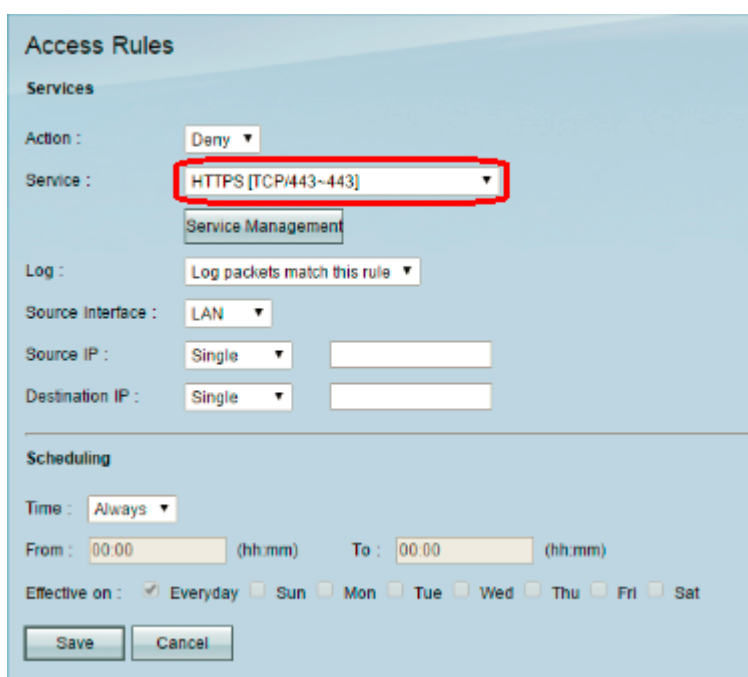 Access Rules
Services
Action : Deny
Service : HTTPS [TCP/443~443]
Service Management
Log : Log packets match this rule
Source Interface : LAN
Source IP : Single
Destination IP : Single
Scheduling
Time : Always
From : 00:00 (hh:mm) To : 00:00 (hh:mm)
Effective on : Everyday Sun Mon Tue Wed Thu Fri Sat
Save Cancel